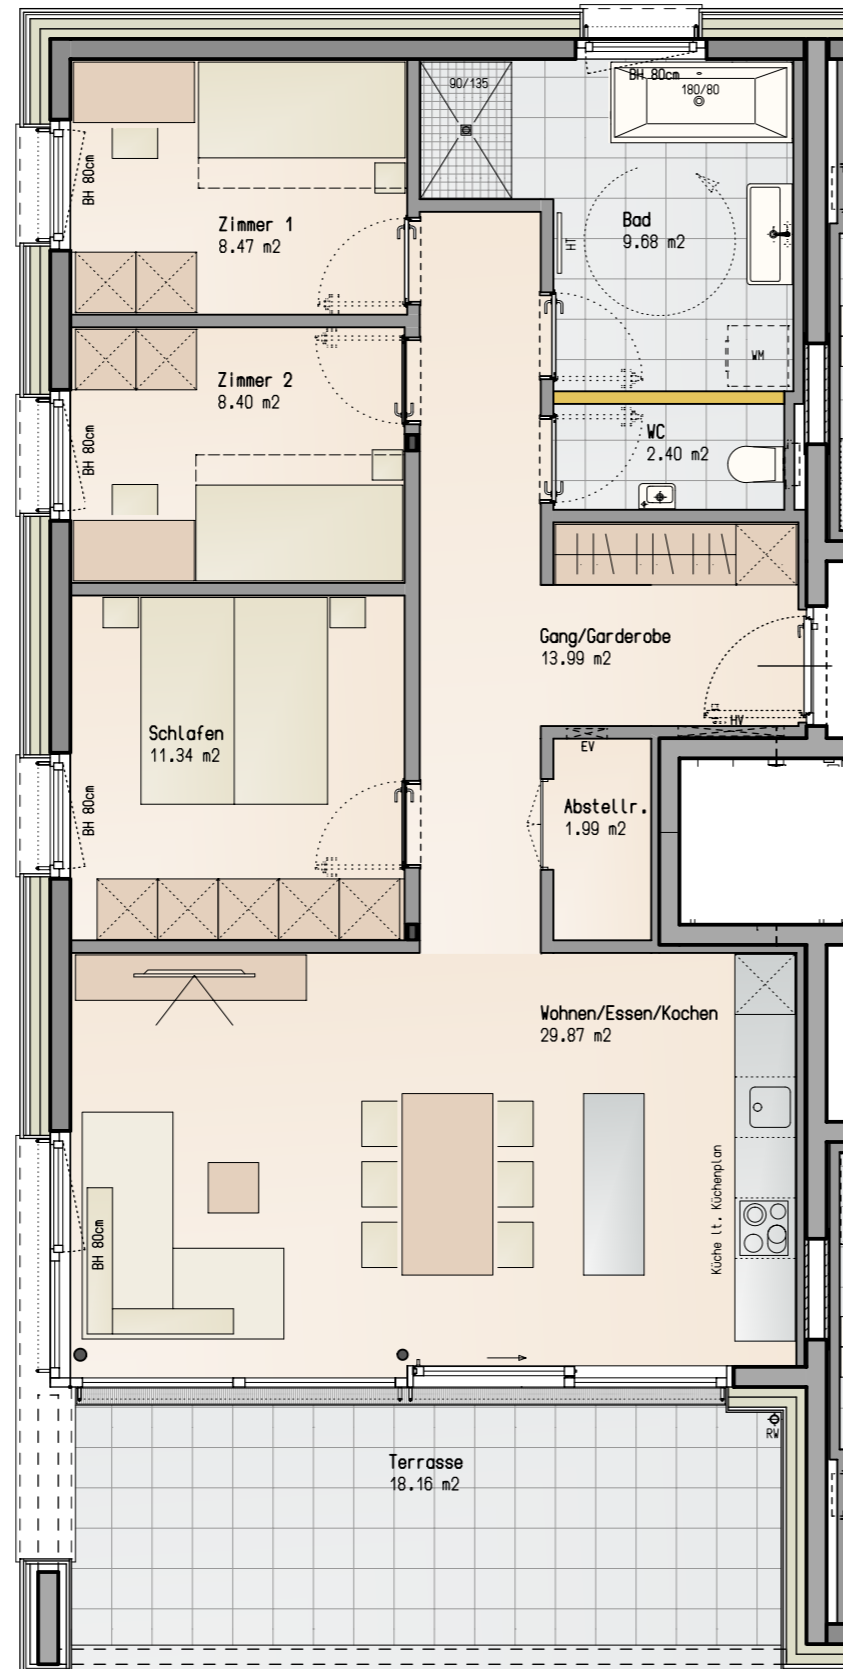 90/135
BH 80cm
180/80
BH 80cm
Zimmer 1
8.47 m2
Bad
9.68 m2
HT
WM
Zimmer 2
8.40 m2
BH 80cm
WC
2.40 m2
Gang/Garderobe
13.99 m2
HV
EV
Schlafen
11.34 m2
BH 80cm
Abstellr.
1.99 m2
Wohnen/Essen/Kochen
29.87 m2
Küche lt. Küchenplan
BH 80cm
RW
Terrasse
18.16 m2